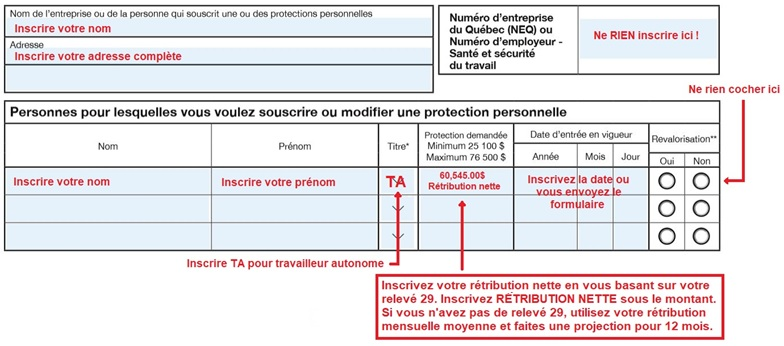 Nom de l'entreprise ou de la personne qui souscrit une ou des protections personnelles
Inscrire votre nom
Adresse
Inscrire votre adresse complète
Numéro d'entreprise
du Québec (NEQ) ou
Numéro d'employeur -
Santé et sécurité
du travail
Ne RIEN inscrire ici !
Ne rien cocher ici
Personnes pour lesquelles vous voulez souscrire ou modifier une protection personnelle
Nom
Prénom
Titre*
Protection demandée
Minimum 25 100 $
Maximum 76 500 $
Date d'entrée en vigueur
Année
Mois
Jour
Revalorisation**
Oui
Non
Inscrire votre nom
Inscrire votre prénom
TA
60,545.00$
Rétribution nette
Inscrivez la date ou
vous envoyez le
formulaire
Inscrire TA pour travailleur autonome
Inscrivez votre rétribution nette en vous basant sur votre
relevé 29. Inscrivez RÉTRIBUTION NETTE sous le montant.
Si vous n'avez pas de relevé 29, utilisez votre rétribution
mensuelle moyenne et faites une projection pour 12 mois.